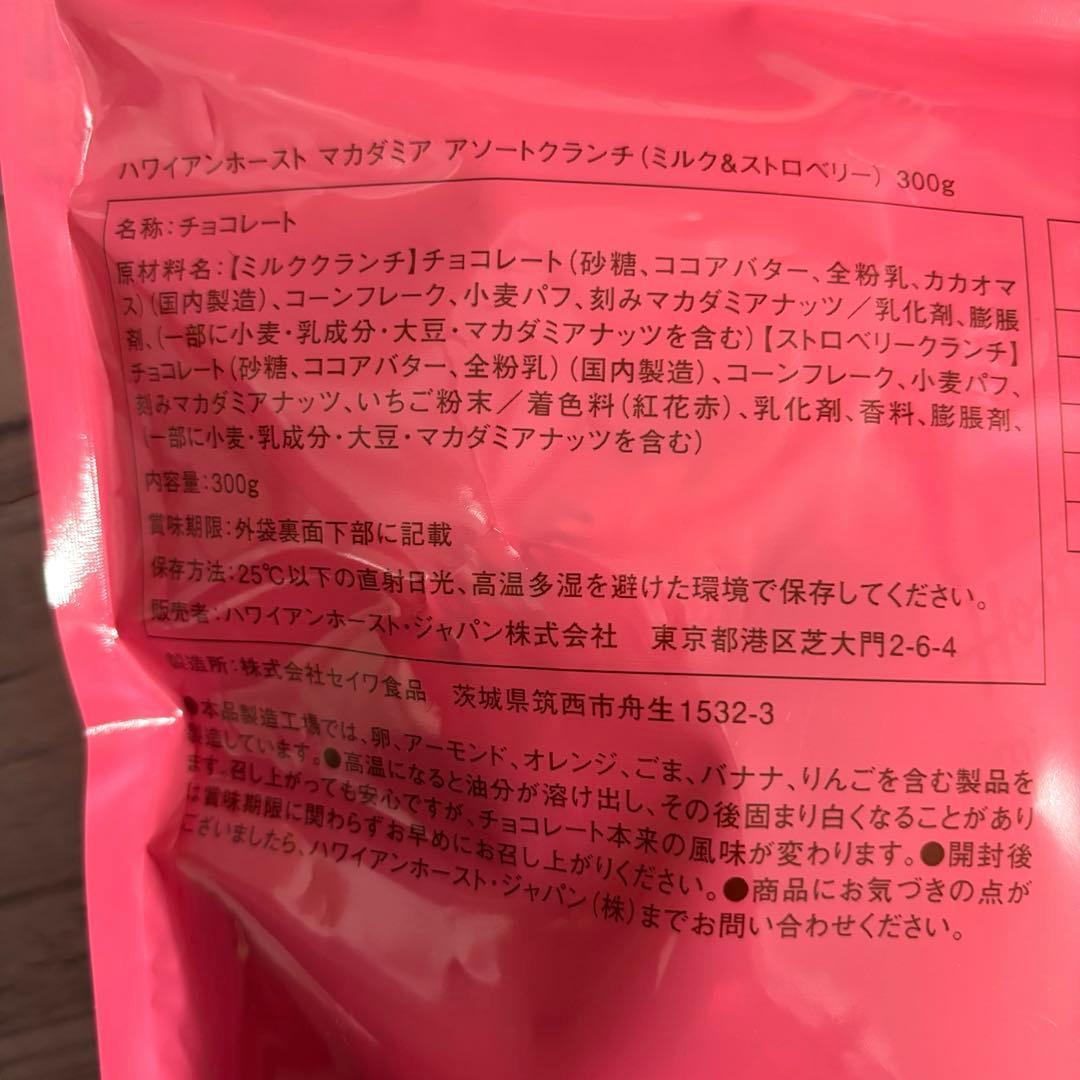 ハワイアンホースト マカダミア アソートクランチ(ミルク&ストロベリー) 300g
名称:チョコレート
原材料名:【ミルククランチ】チョコレート(砂糖、ココアバター、全粉乳、カカオマ
ス)(国内製造)、コーンフレーク、小麦パフ、刻みマカダミアナッツ/乳化剤、膨脹
剤、(一部に小麦・乳成分・大豆・マカダミアナッツを含む)【ストロベリークランチ】
チョコレート(砂糖、ココアバター、全粉乳)(国内製造)、コーンフレーク、小麦パフ、
刻みマカダミアナッツ、いちご粉末/着色料(紅花赤)、乳化剤、香料、膨脹剤、
(一部に小麦・乳成分・大豆・マカダミアナッツを含む)
内容量:300g
賞味期限:外袋裏面下部に記載
保存方法:25℃以下の直射日光、高温多湿を避けた環境で保存してください。
販売者:ハワイアンホースト・ジャパン株式会社 東京都港区芝大門2-6-4
製造所:株式会社セイワ食品 茨城県筑西市舟生1532-3
●本品製造工場では、卵、アーモンド、オレンジ、ごま、バナナ、りんごを含む製品を
製造しています。●高温になると油分が溶け出し、その後固まり白くなることがあり
ます。召し上がっても安心ですが、チョコレート本来の風味が変わります。●開封後
は賞味期限に関わらずお早めにお召し上がりください。●商品にお気づきの点が
ございましたら、ハワイアンホースト・ジャパン(株)までお問い合わせください。